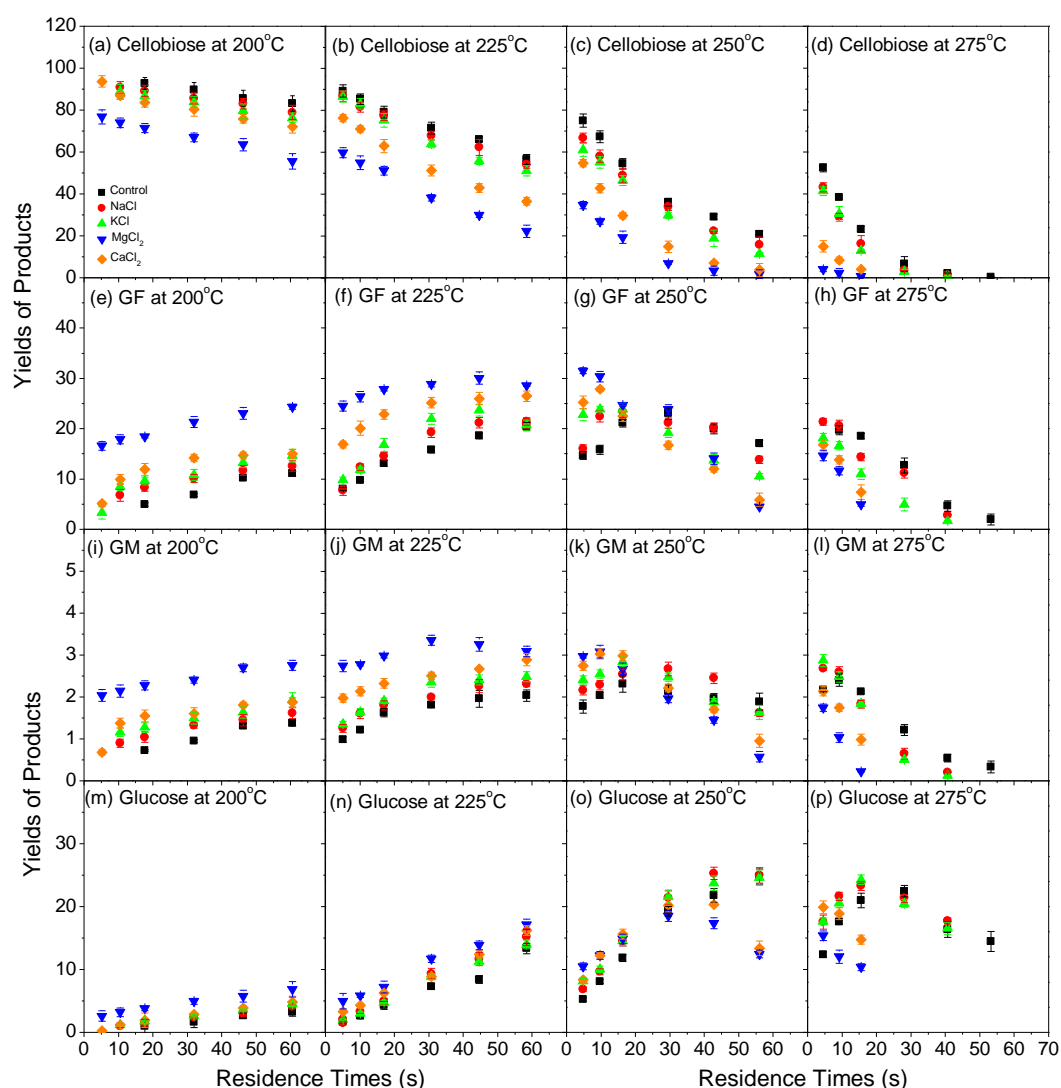 120
100
80
60
40
20
0
Yields of Products
(a) Cellobiose at 200°C
(b) Cellobiose at 225°C
(c) Cellobiose at 250°C
(d) Cellobiose at 275°C
Control
NaCl
KCl
MgCl₂
CaCl₂
40
30
20
10
0
(e) GF at 200°C
(f) GF at 225°C
(g) GF at 250°C
(h) GF at 275°C
5
4
3
2
1
0
Yields of Products
(i) GM at 200°C
(j) GM at 225°C
(k) GM at 250°C
(l) GM at 275°C
30
20
10
0
(m) Glucose at 200°C
(n) Glucose at 225°C
(o) Glucose at 250°C
(p) Glucose at 275°C
0 10 20 30 40 50 60 0 10 20 30 40 50 60 0 10 20 30 40 50 60 0 10 20 30 40 50 60 70
Residence Times (s) Residence Times (s)